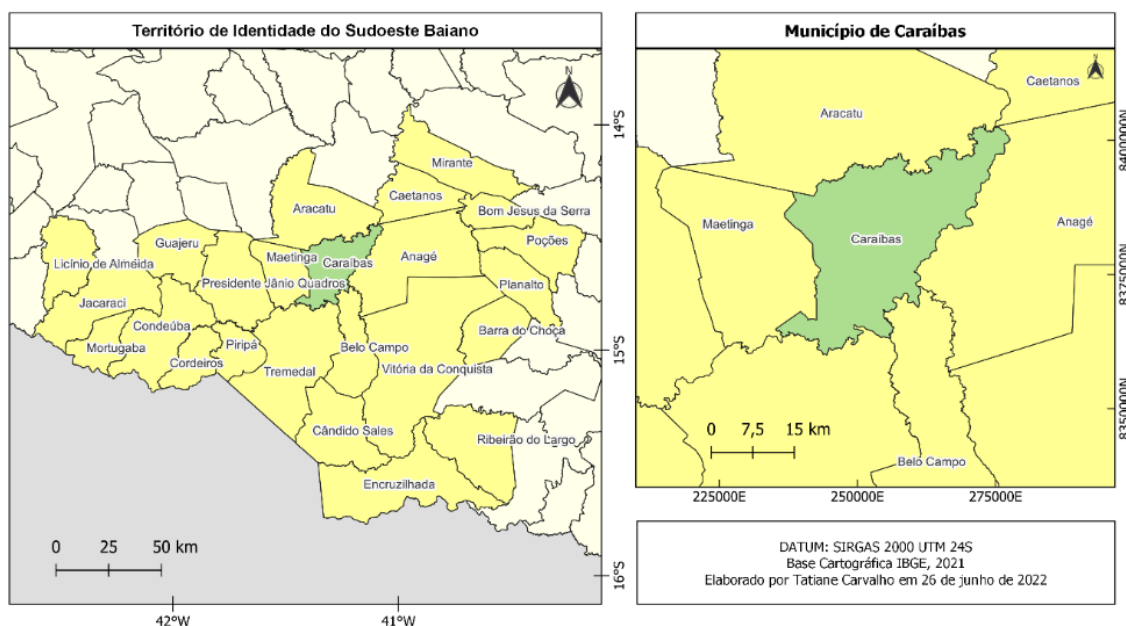 Território de Identidade do Sudoeste Baiano
N
Mirante
Caetanos
Aracatu
Bom Jesus da Serra
Guajeru
Poções
Maetinga
Anagé
Caraíbas
Licínio de Almeida
Presidente Jânio Quadros
Planalto
Jacaraci
Condeúba
Barra do Choça
Piripá
Belo Campo
Mortugaba
Cordeiros
Tremedal
Vitória da Conquista
Cândido Sales
Ribeirão do Largo
Encruzilhada
0 25 50 km
42°W 41°W
14°S
15°S
16°S
Município de Caraíbas
N
Caetanos
Aracatu
Maetinga
Anagé
Caraíbas
0 7,5 15 km
Belo Campo
225000E 250000E 275000E
8400000N
8375000N
8350000N
DATUM: SIRGAS 2000 UTM 24S
Base Cartográfica IBGE, 2021
Elaborado por Tatiane Carvalho em 26 de junho de 2022